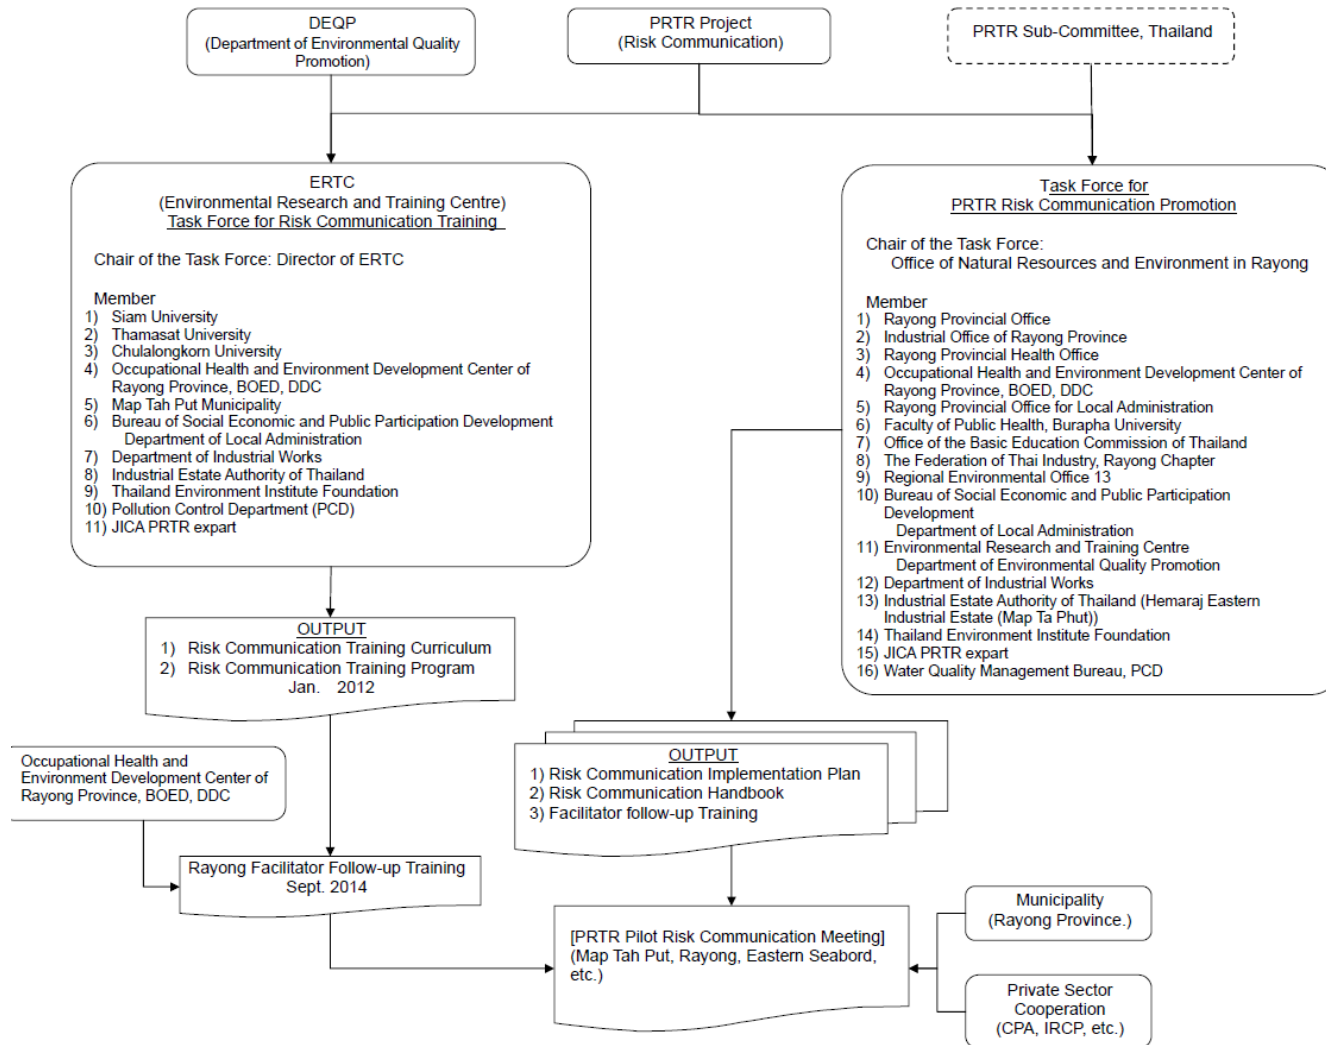 DEQP
(Department of Environmental Quality
Promotion)
PRTR Project
(Risk Communication)
PRTR Sub-Committee, Thailand
ERTC
(Environmental Research and Training Centre)
Task Force for Risk Communication Training
Chair of the Task Force: Director of ERTC
Member
1) Siam University
2) Thamasat University
3) Chulalongkorn University
4) Occupational Health and Environment Development Center of
Rayong Province, BOED, DDC
5) Map Tah Put Municipality
6) Bureau of Social Economic and Public Participation Development
Department of Local Administration
7) Department of Industrial Works
8) Industrial Estate Authority of Thailand
9) Thailand Environment Institute Foundation
10) Pollution Control Department (PCD)
11) JICA PRTR expart
Task Force for
PRTR Risk Communication Promotion
Chair of the Task Force:
Office of Natural Resources and Environment in Rayong
Member
1) Rayong Provincial Office
2) Industrial Office of Rayong Province
3) Rayong Provincial Health Office
4) Occupational Health and Environment Development Center of
Rayong Province, BOED, DDC
5) Rayong Provincial Office for Local Administration
6) Faculty of Public Health, Burapha University
7) Office of the Basic Education Commission of Thailand
8) The Federation of Thai Industry, Rayong Chapter
9) Regional Environmental Office 13
10) Bureau of Social Economic and Public Participation
Development
Department of Local Administration
11) Environmental Research and Training Centre
Department of Environmental Quality Promotion
12) Department of Industrial Works
13) Industrial Estate Authority of Thailand (Hemaraj Eastern
Industrial Estate (Map Ta Phut))
14) Thailand Environment Institute Foundation
15) JICA PRTR expart
16) Water Quality Management Bureau, PCD
OUTPUT
1) Risk Communication Training Curriculum
2) Risk Communication Training Program
Jan. 2012
Occupational Health and
Environment Development Center of
Rayong Province, BOED, DDC
OUTPUT
1) Risk Communication Implementation Plan
2) Risk Communication Handbook
3) Facilitator follow-up Training
Rayong Facilitator Follow-up Training
Sept. 2014
[PRTR Pilot Risk Communication Meeting]
(Map Tah Put, Rayong, Eastern Seabord,
etc.)
Municipality
(Rayong Province.)
Private Sector
Cooperation
(CPA, IRCP, etc.)